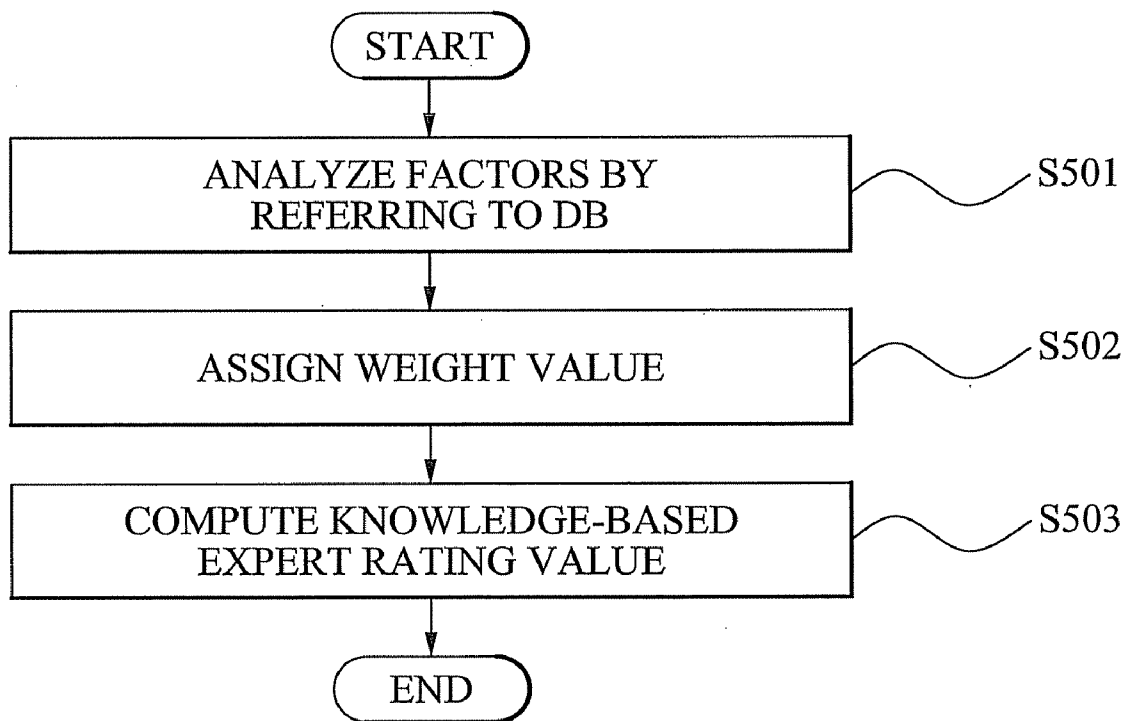 START
ANALYZE FACTORS BY
REFERRING TO DB
S501
ASSIGN WEIGHT VALUE
S502
COMPUTE KNOWLEDGE-BASED
EXPERT RATING VALUE
S503
END